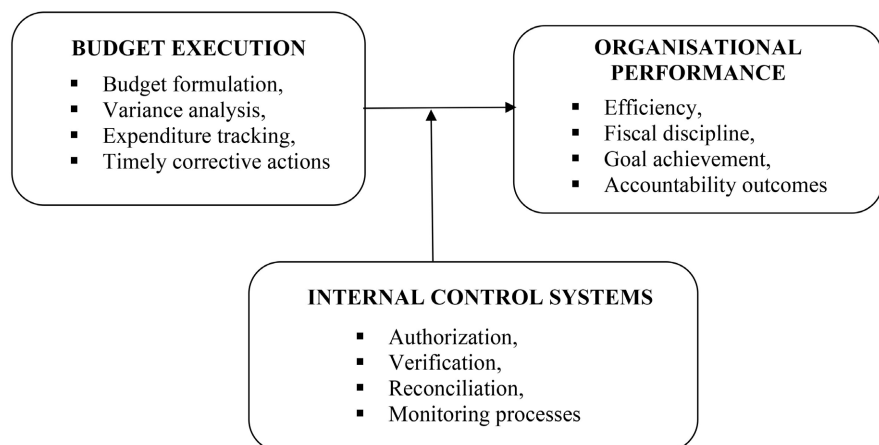 BUDGET EXECUTION
▪ Budget formulation,
▪ Variance analysis,
▪ Expenditure tracking,
▪ Timely corrective actions
ORGANISATIONAL
PERFORMANCE
▪ Efficiency,
▪ Fiscal discipline,
▪ Goal achievement,
▪ Accountability outcomes
INTERNAL CONTROL SYSTEMS
▪ Authorization,
▪ Verification,
▪ Reconciliation,
▪ Monitoring processes